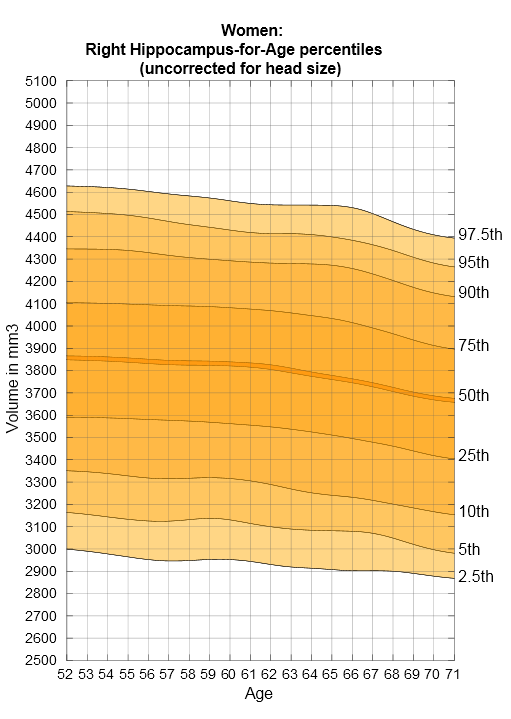 Women:
Right Hippocampus-for-Age percentiles
(uncorrected for head size)
5100
5000
4900
4800
4700
4600
4500
4400
4300
4200
4100
4000
3900
3800
3700
3600
3500
3400
3300
3200
3100
3000
2900
2800
2700
2600
2500
Volume in mm3
97.5th
95th
90th
75th
50th
25th
10th
5th
2.5th
52 53 54 55 56 57 58 59 60 61 62 63 64 65 66 67 68 69 70 71
Age